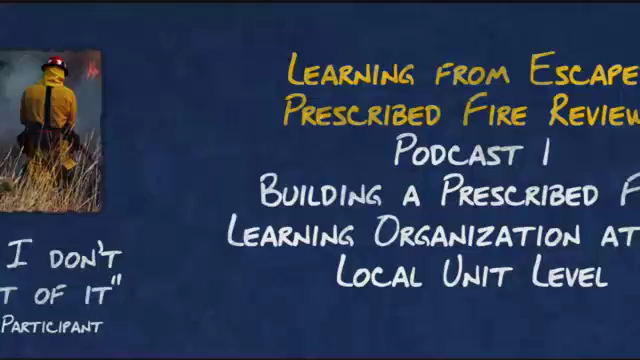 Learning from Escape
Prescribed Fire Review
Podcast 1
Building a Prescribed F
Learning Organization at
Local Unit Level
I don't
t of it"
Participant